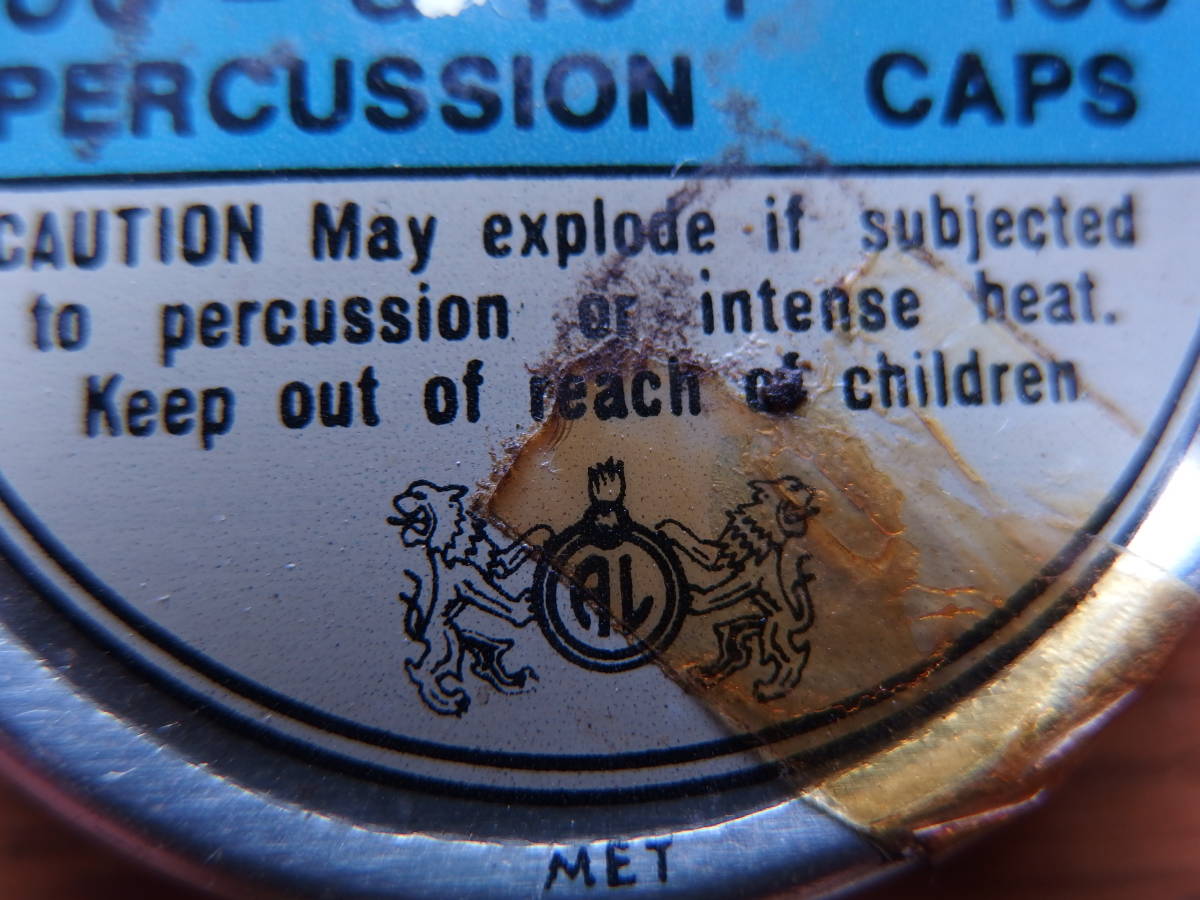 PERCUSSION CAPS
CAUTION May explode if subjected
to percussion or intense heat.
Keep out of reach of children
AL
MET